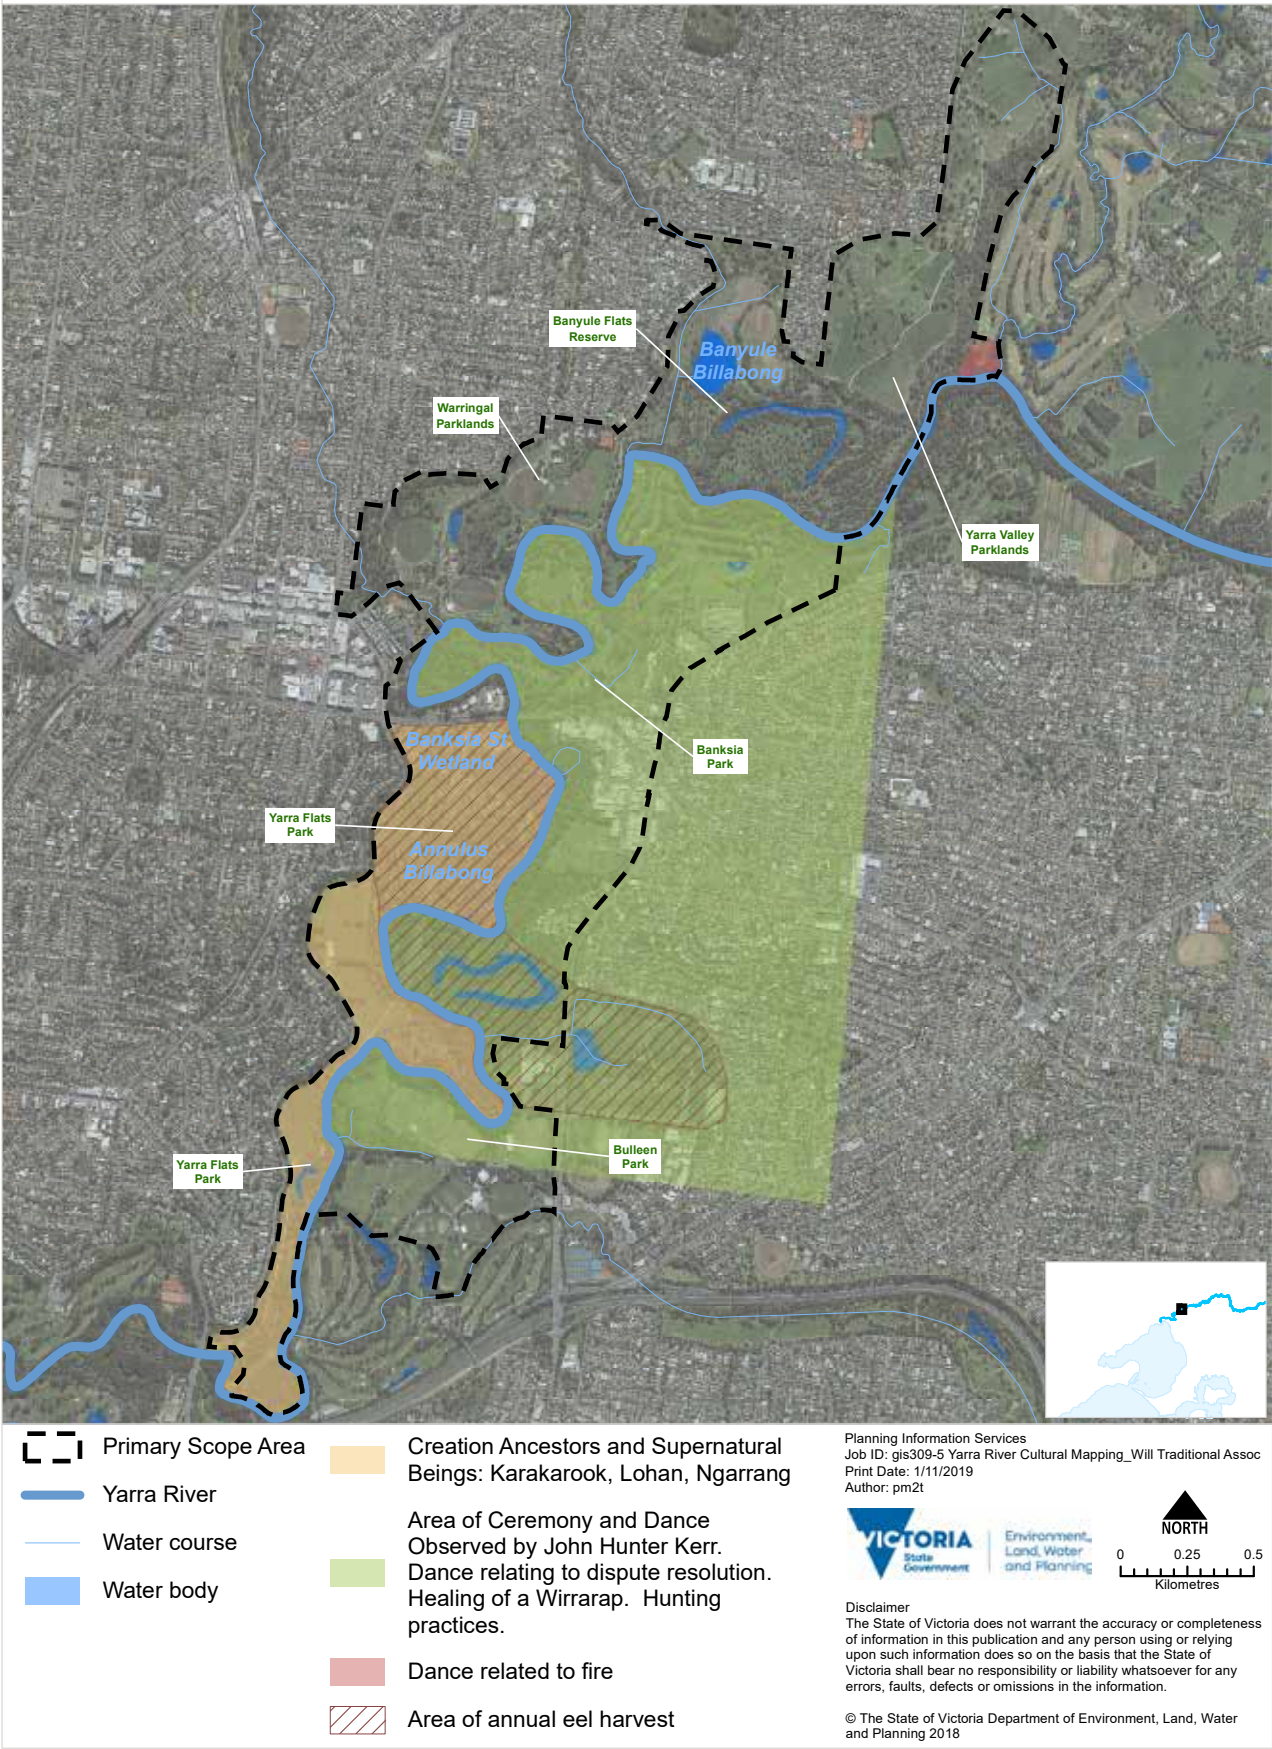 Banyule Flats
Reserve
Banyule
Billabong
Warringal
Parklands
Yarra Valley
Parklands
Banksia St
Wetland
Banksia
Park
Yarra Flats
Park
Annulus
Billabong
Bulleen
Park
Yarra Flats
Park
Primary Scope Area
Yarra River
Water course
Water body
Creation Ancestors and Supernatural
Beings: Karakarook, Lohan, Ngarrang
Area of Ceremony and Dance
Observed by John Hunter Kerr.
Dance relating to dispute resolution.
Healing of a Wirrarap. Hunting
practices.
Dance related to fire
Area of annual eel harvest
Planning Information Services
Job ID: gis309-5 Yarra River Cultural Mapping_Will Traditional Assoc
Print Date: 1/11/2019
Author: pm2t
VICTORIA
State
Government
Environment,
Land, Water
and Planning
NORTH
0 0.25 0.5
Kilometres
Disclaimer
The State of Victoria does not warrant the accuracy or completeness
of information in this publication and any person using or relying
upon such information does so on the basis that the State of
Victoria shall bear no responsibility or liability whatsoever for any
errors, faults, defects or omissions in the information.
© The State of Victoria Department of Environment, Land, Water
and Planning 2018